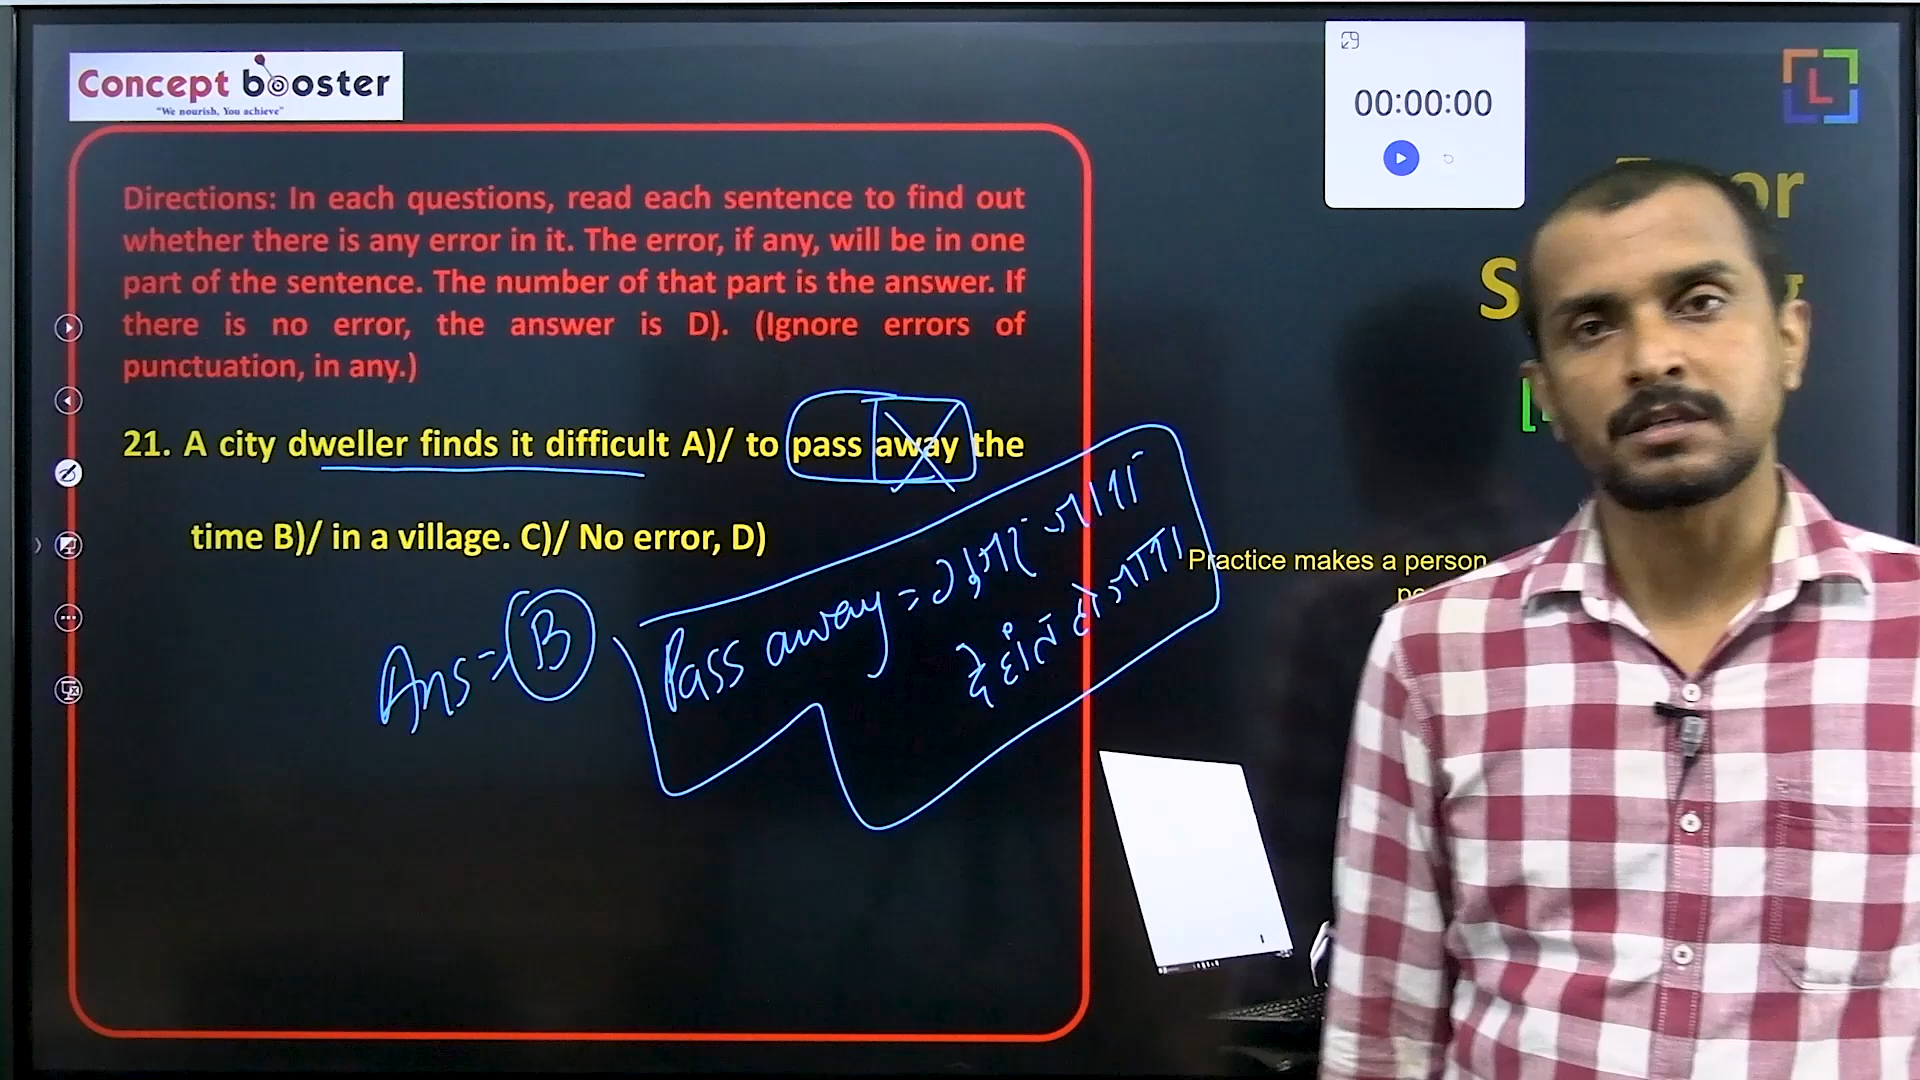 Concept booster
"We nourish, You achieve"
00:00:00
L
Directions: In each questions, read each sentence to find out
whether there is any error in it. The error, if any, will be in one
part of the sentence. The number of that part is the answer. If
there is no error, the answer is D). (Ignore errors of
punctuation, in any.)
21. A city dweller finds it difficult A)/ to pass away the
time B)/ in a village. C)/ No error, D)
Practice makes a person
Ans = B
Pass away =